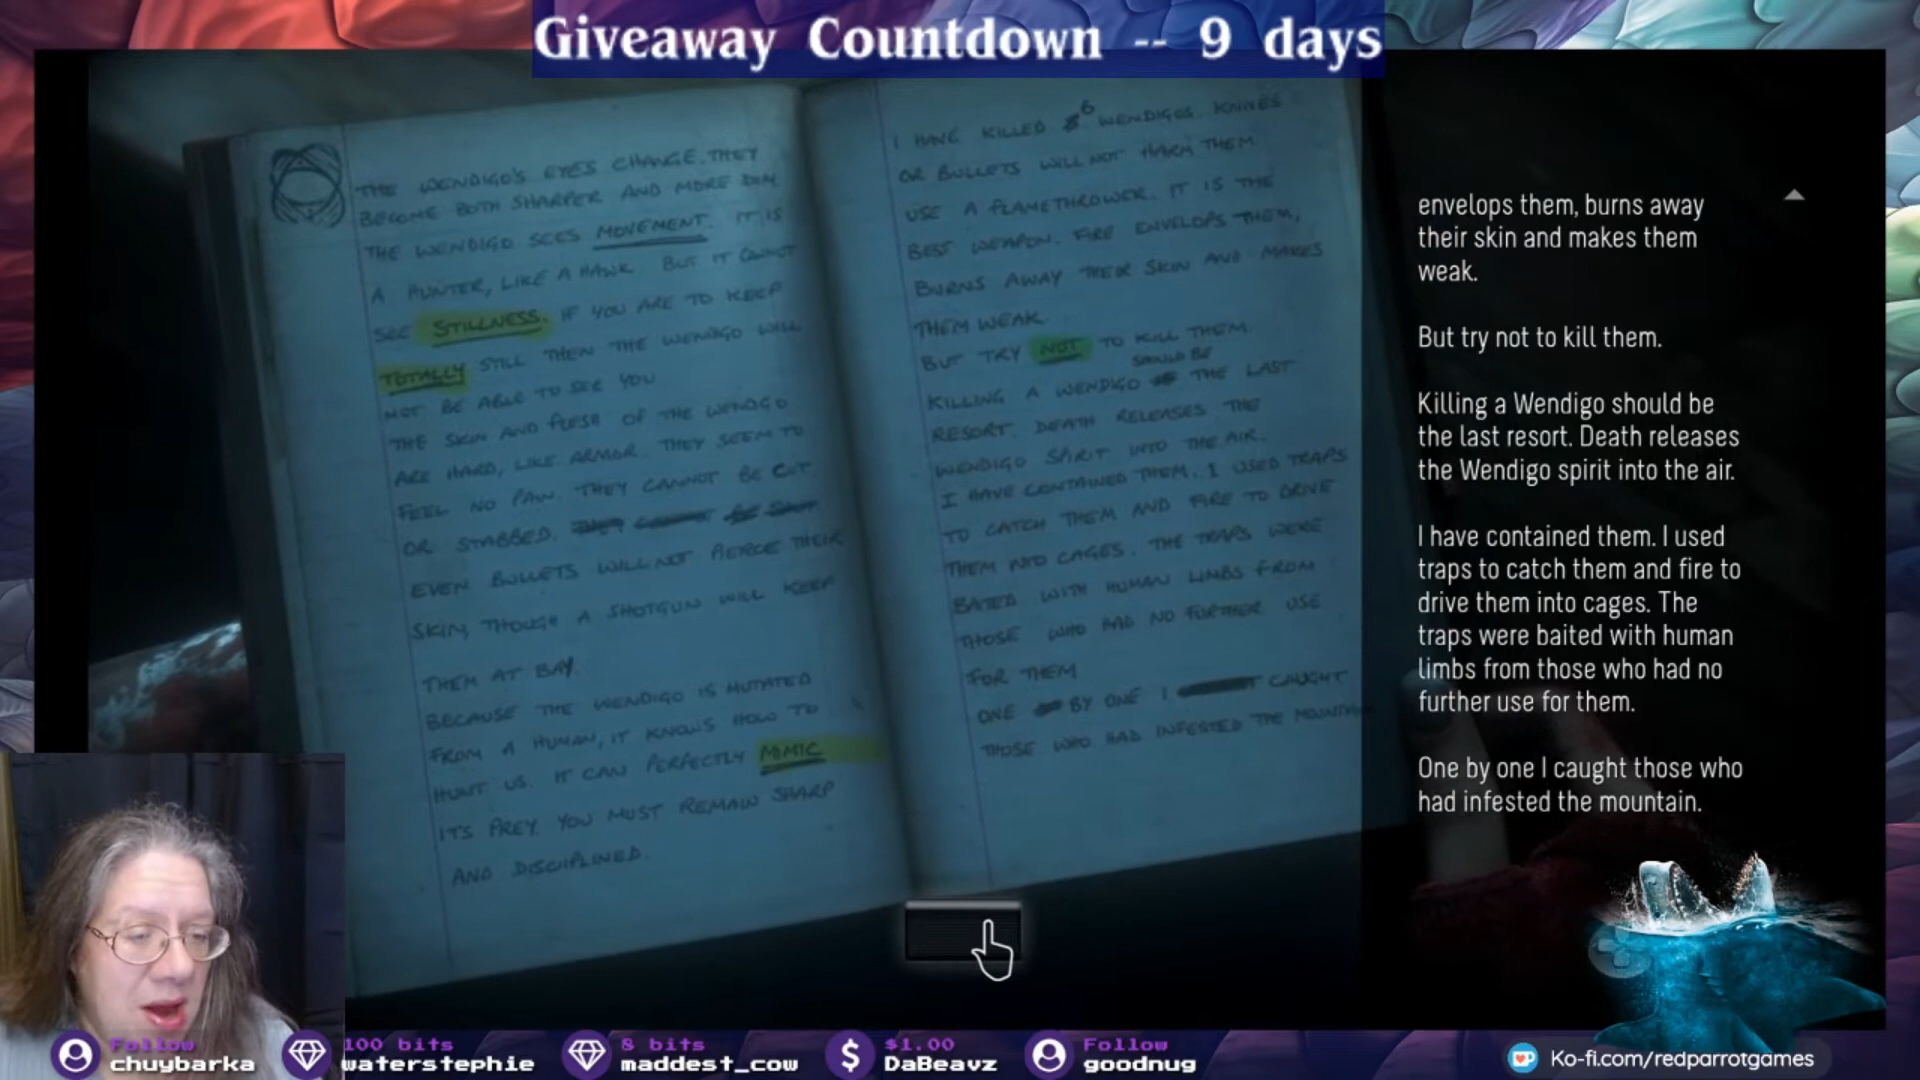 Giveaway Countdown -- 9 days
THE WENDIGO'S EYES CHANGE. THEY
BECOME BOTH SHARPER AND MORE DIM
THE WENDIGO SEES MOVEMENT. IT IS
A HUNTER, LIKE A HAWK BUT IT CANNOT
SEE STILLNESS. IF YOU ARE TO KEEP
TOTALLY STILL THEN THE WENDIGO WILL
NOT BE ABLE TO SEE YOU
THE SKIN AND FLESH OF THE WENDIGO
ARE HARD, LIKE ARMOR. THEY SEEM TO
FEEL NO PAIN. THEY CANNOT BE CUT
OR STABBED.
EVEN BULLETS WILL NOT PIERCE THEIR
SKIN, THOUGH A SHOTGUN WILL KEEP
THEM AT BAY.
BECAUSE THE WENDIGO IS MUTATED
FROM A HUMAN, IT KNOWS HOW TO
HUNT US. IT CAN PERFECTLY MIMIC
ITS PREY. YOU MUST REMAIN SHARP
AND DISCIPLINED.
I HAVE KILLED 6 WENDIGOS. KNIVES
OR BULLETS WILL NOT HARM THEM
USE A FLAMETHROWER. IT IS THE
BEST WEAPON. FIRE ENVELOPS THEM,
BURNS AWAY THEIR SKIN AND MAKES
THEM WEAK.
BUT TRY NOT TO KILL THEM.
KILLING A WENDIGO SHOULD BE THE LAST
RESORT. DEATH RELEASES THE
WENDIGO SPIRIT INTO THE AIR.
I HAVE CONTAINED THEM. I USED TRAPS
TO CATCH THEM AND FIRE TO DRIVE
THEM INTO CAGES. THE TRAPS WERE
BAITED WITH HUMAN LIMBS FROM
THOSE WHO HAD NO FURTHER USE
FOR THEM
ONE BY ONE I CAUGHT
THOSE WHO HAD INFESTED THE MOUNTAIN
envelops them, burns away
their skin and makes them
weak.
But try not to kill them.
Killing a Wendigo should be
the last resort. Death releases
the Wendigo spirit into the air.
I have contained them. I used
traps to catch them and fire to
drive them into cages. The
traps were baited with human
limbs from those who had no
further use for them.
One by one I caught those who
had infested the mountain.
Follow
chuybarka
100 bits
waterstephie
8 bits
maddest_cow
$1.00
DaBeavz
Follow
goodnug
Ko-fi.com/redparrotgames